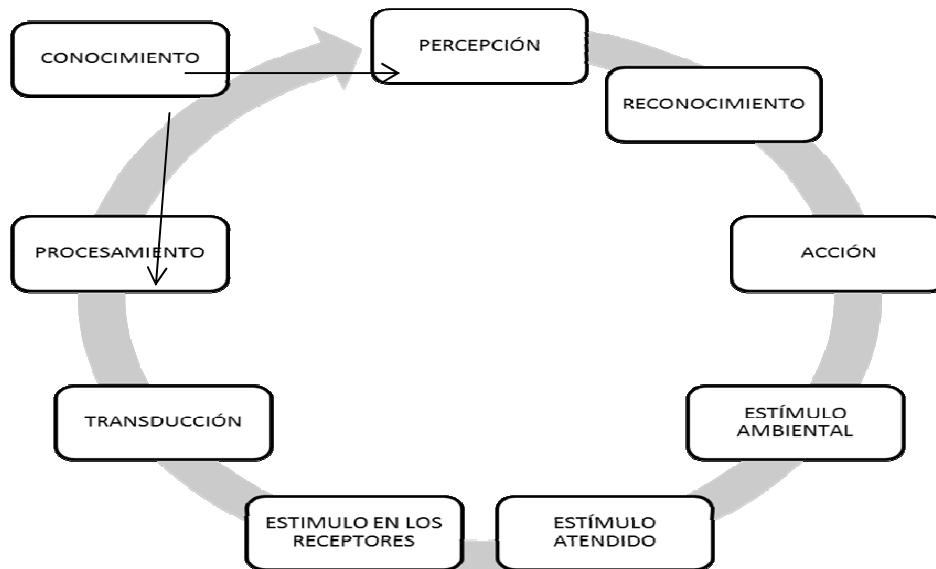 CONOCIMIENTO
PERCEPCIÓN
RECONOCIMIENTO
ACCIÓN
ESTÍMULO
AMBIENTAL
ESTÍMULO
ATENDIDO
ESTIMULO EN LOS
RECEPTORES
TRANSDUCCIÓN
PROCESAMIENTO